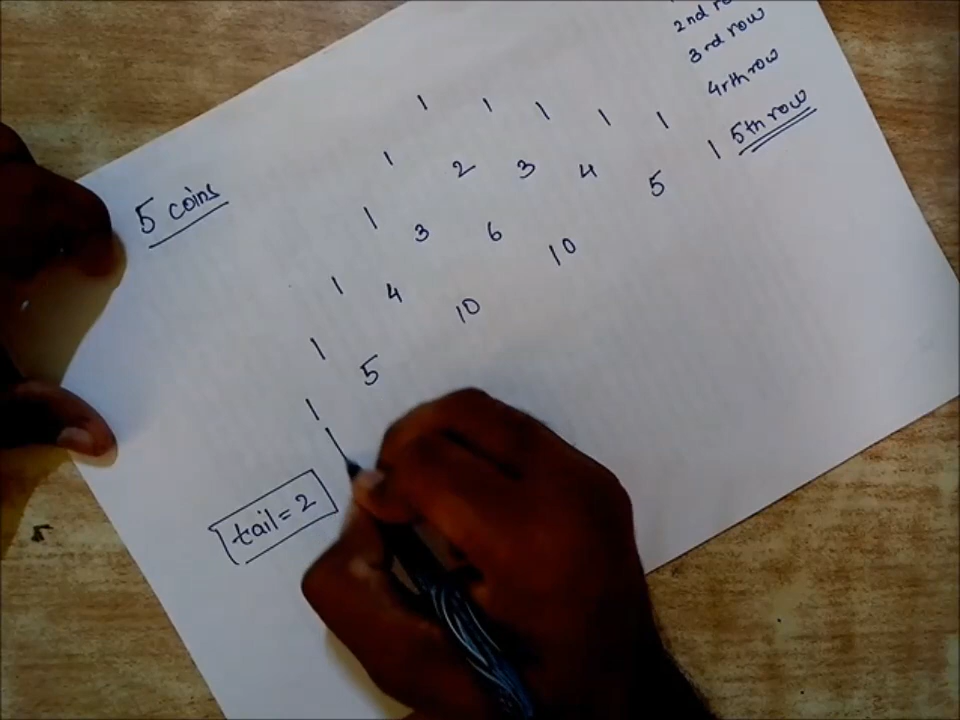 2nd ro
3rd row
4rth row
5th row
5 coins
1 1 1 1 1 1
1 2 3 4 5
1 3 6 10
1 4 10
1 5
1
tail = 2